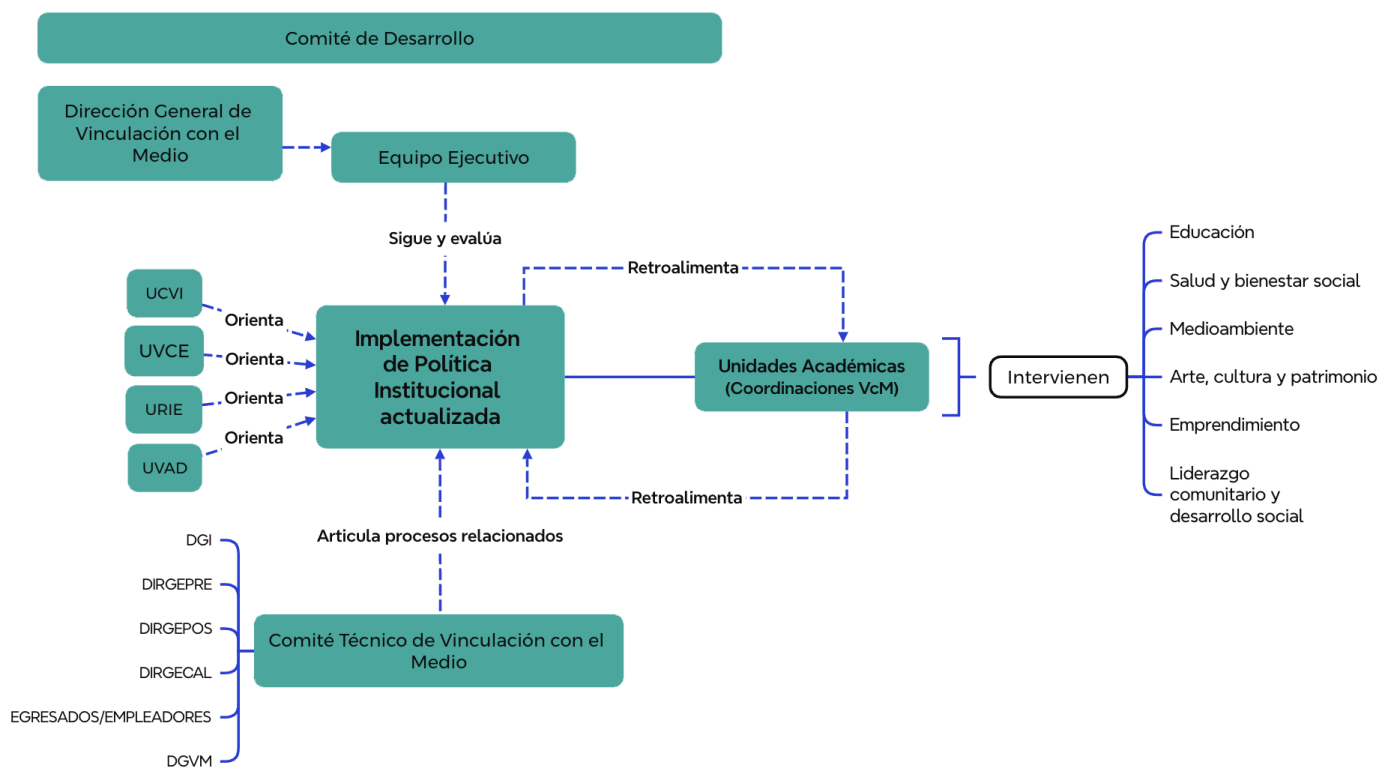 Comité de Desarrollo
Dirección General de
Vinculación con el
Medio
Equipo Ejecutivo
Sigue y evalúa
UCVI
UVCE
URIE
UVAD
Orienta
Orienta
Orienta
Orienta
Implementación
de Política
Institucional
actualizada
Retroalimenta
Unidades Académicas
(Coordinaciones VcM)
Retroalimenta
Intervienen
Educación
Salud y bienestar social
Medioambiente
Arte, cultura y patrimonio
Emprendimiento
Liderazgo
comunitario y
desarrollo social
Articula procesos relacionados
DGI
DIRGEPRE
DIRGEPOS
DIRGECAL
EGRESADOS/EMPLEADORES
DGVM
Comité Técnico de Vinculación con el
Medio